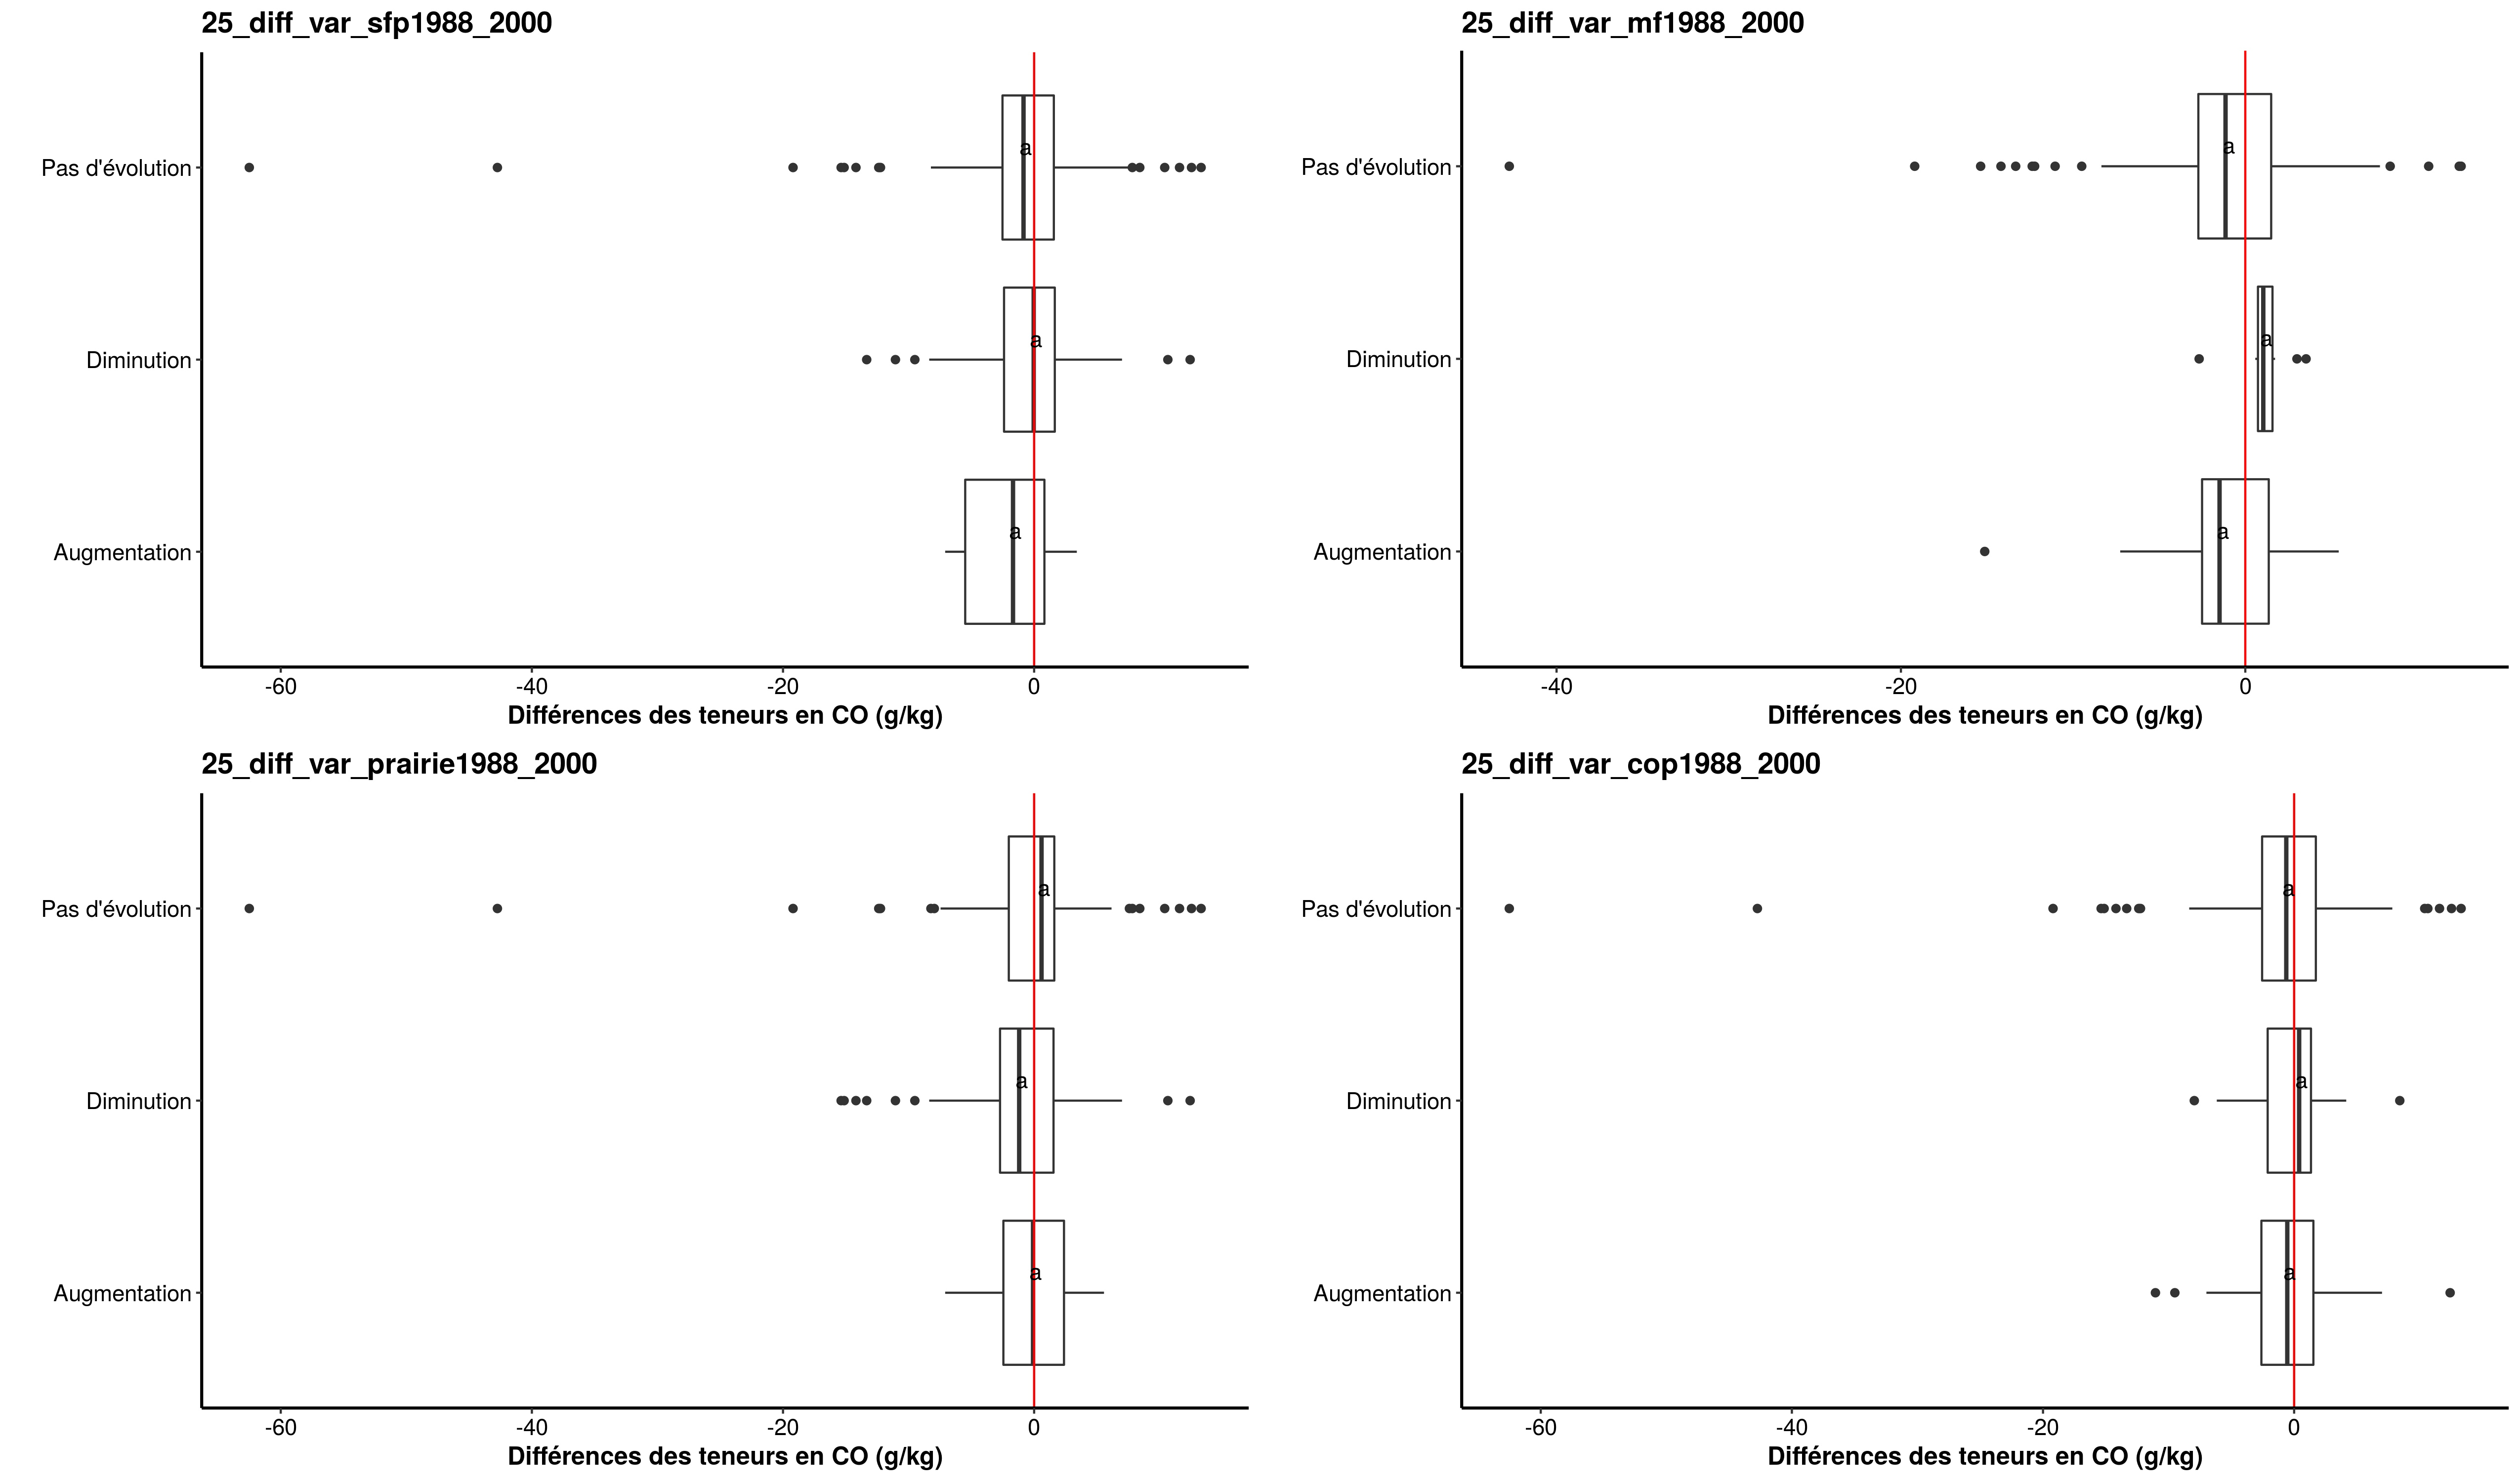 25_diff_var_sfp1988_2000
Pas d'évolution
a
Diminution
a
Augmentation
a
-60 -40 -20 0
Différences des teneurs en CO (g/kg)
25_diff_var_mf1988_2000
Pas d'évolution
a
Diminution
a
Augmentation
a
-40 -20 0
Différences des teneurs en CO (g/kg)
25_diff_var_prairie1988_2000
Pas d'évolution
a
Diminution
a
Augmentation
a
-60 -40 -20 0
Différences des teneurs en CO (g/kg)
25_diff_var_cop1988_2000
Pas d'évolution
a
Diminution
a
Augmentation
a
-60 -40 -20 0
Différences des teneurs en CO (g/kg)